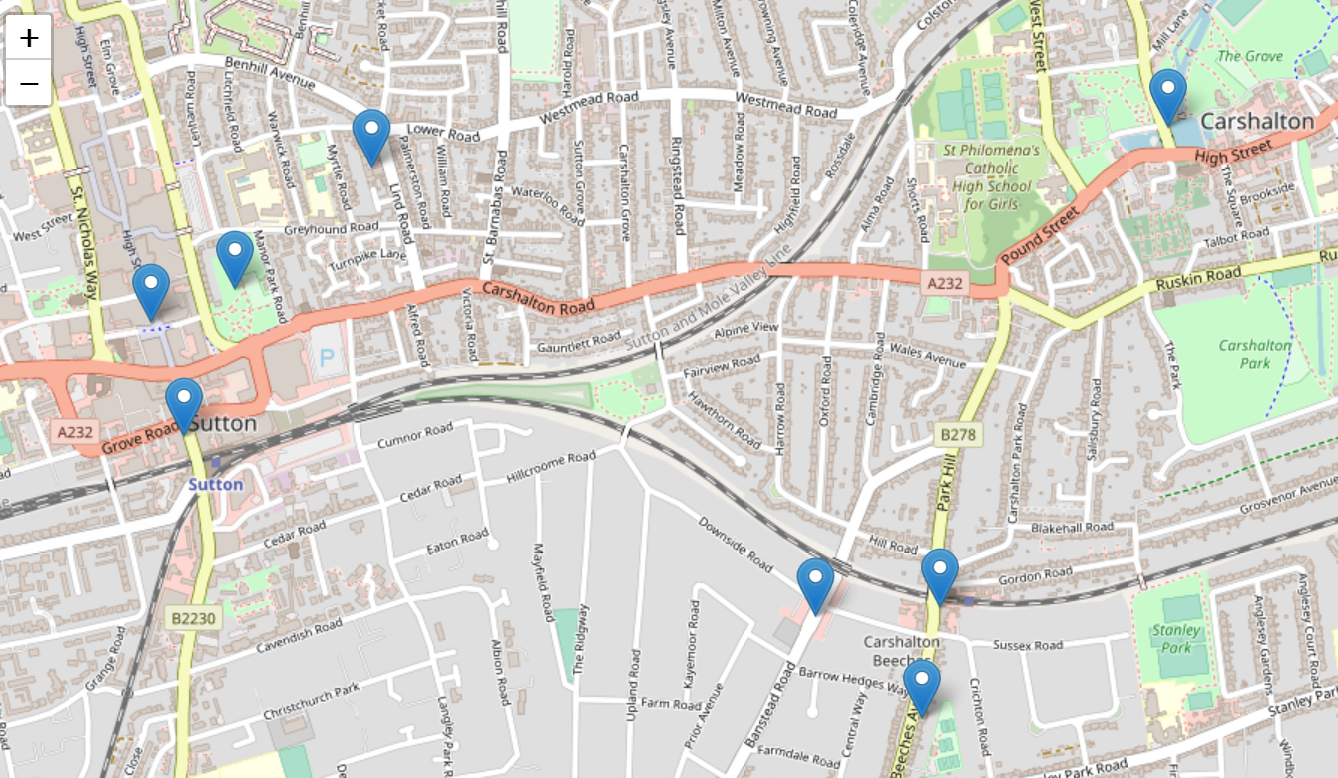 +
−
High Street
Elm Grove
Benhill Avenue
Lower Road
Westmead Road
Westmead Road
Harold Road
Milton Avenue
Coleridge Avenue
West Street
Mill Lane
The Grove
Carshalton
High Street
St. Nicholas Way
West Street
Litchfield Road
Warwick Road
Myrtle Road
Palmerston Road
William Road
Lind Road
St Barnabas Road
Sutton Grove
Carshalton Grove
Ringstead Road
Meadow Road
Highfield Road
Rossdale
Alma Road
Shorts Road
St Philomena's
Catholic
High School
for Girls
The Square
Brookside
Talbot Road
Greyhound Road
Waterloo Road
Turnpike Lane
Manor Park Road
Pound Street
A232
Ruskin Road
Carshalton Road
Victoria Road
Alfred Road
Gauntlett Road
Sutton and Mole Valley Line
Alpine View
Fairview Road
Wales Avenue
P
The Park
Carshalton
Park
Hawthorn Road
Harrow Road
Oxford Road
Cambridge Road
Carshalton Park Road
Salisbury Road
A232
Grove Road
Sutton
Sutton
B278
Park Hill
Cumnor Road
Hillcroome Road
Cedar Road
Cedar Road
Eaton Road
Grosvenor Avenue
Blakehall Road
Downside Road
Hill Road
Gordon Road
Mayfield Road
B2230
Cavendish Road
The Ridgway
Carshalton
Beeches
Sussex Road
Stanley
Park
Anglesey Gardens
Anglesey Court Road
Grange Road
Albion Road
Upland Road
Kayemoor Road
Barrow Hedges Way
Christchurch Park
Farm Road
Prior Avenue
Banstead Road
Central Way
Crichton Road
Farmdale Road
Close